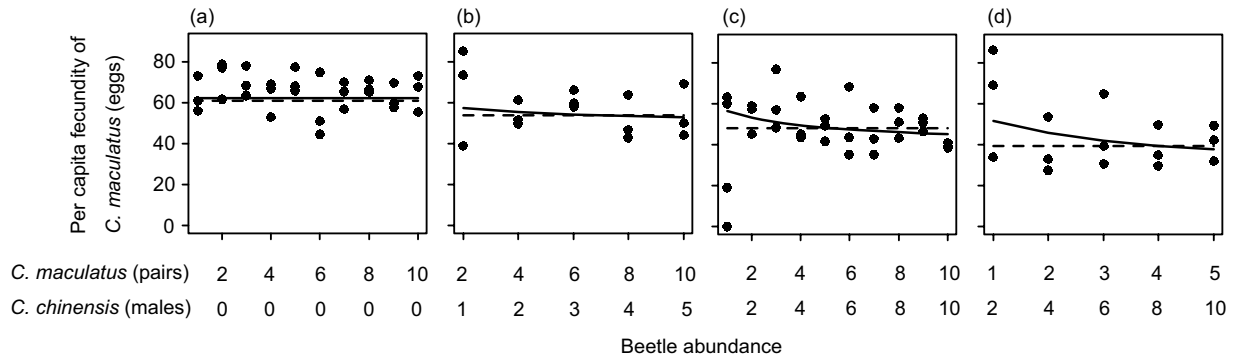 (a) (b) (c) (d)
Per capita fecundity of
C. maculatus (eggs)
80
60
40
20
0
C. maculatus (pairs) 2 4 6 8 10 2 4 6 8 10 2 4 6 8 10 1 2 3 4 5
C. chinensis (males) 0 0 0 0 0 1 2 3 4 5 2 4 6 8 10 2 4 6 8 10
Beetle abundance